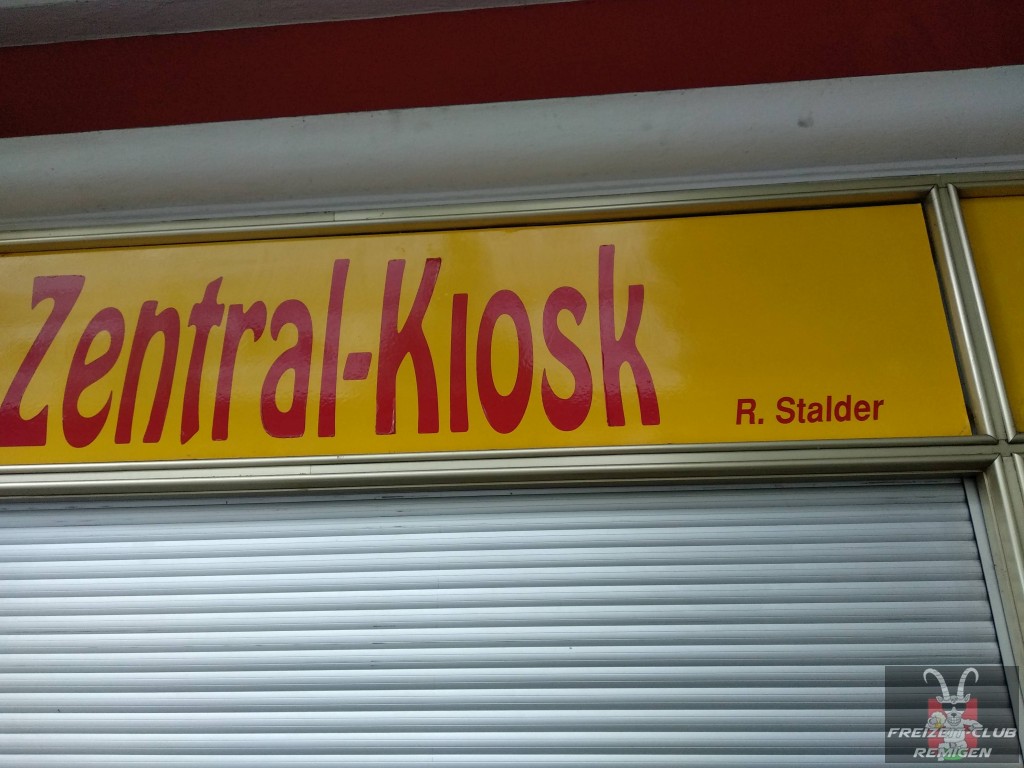 Zentral-Kiosk
R. Stalder
FREIZEIT-CLUB
REMIGEN